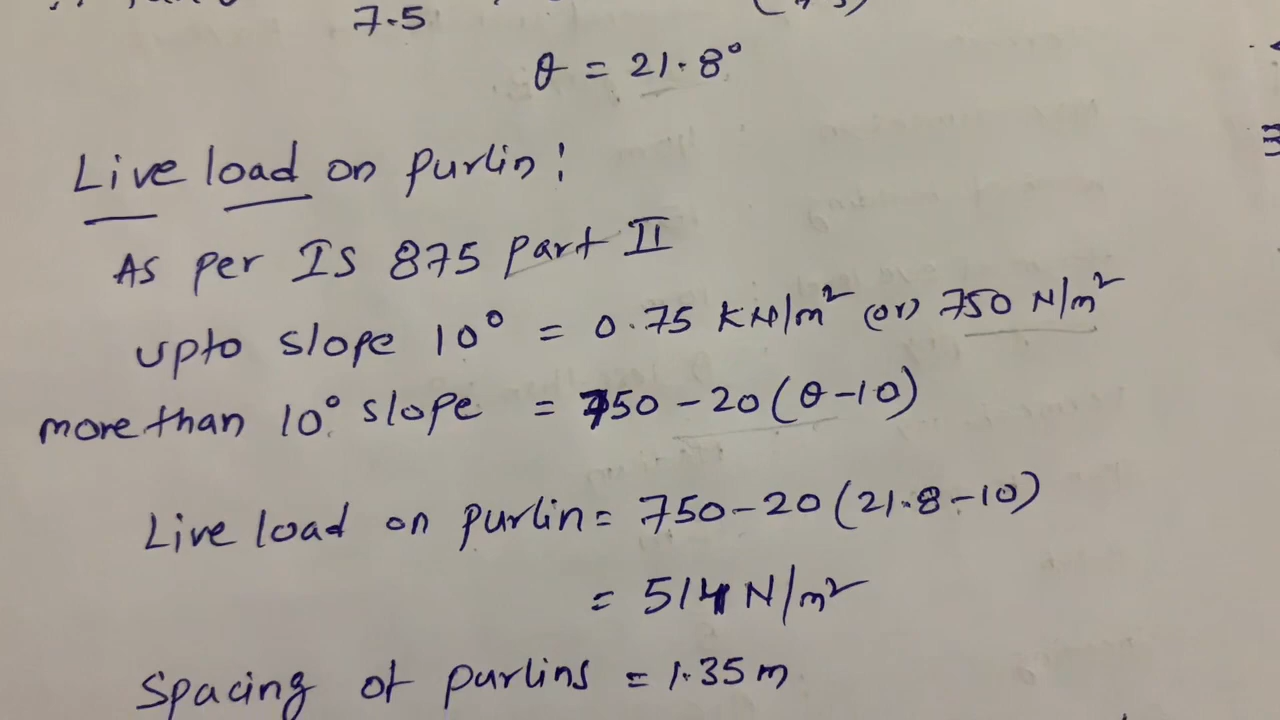 7.5
θ = 21.8°
Live load on purlin:
As per IS 875 part II
upto slope 10° = 0.75 KN/m² (or) 750 N/m²
more than 10° slope = 750 - 20 (θ-10)
Live load on purlin = 750 - 20 (21.8-10)
= 514 N/m²
Spacing of purlins = 1.35 m